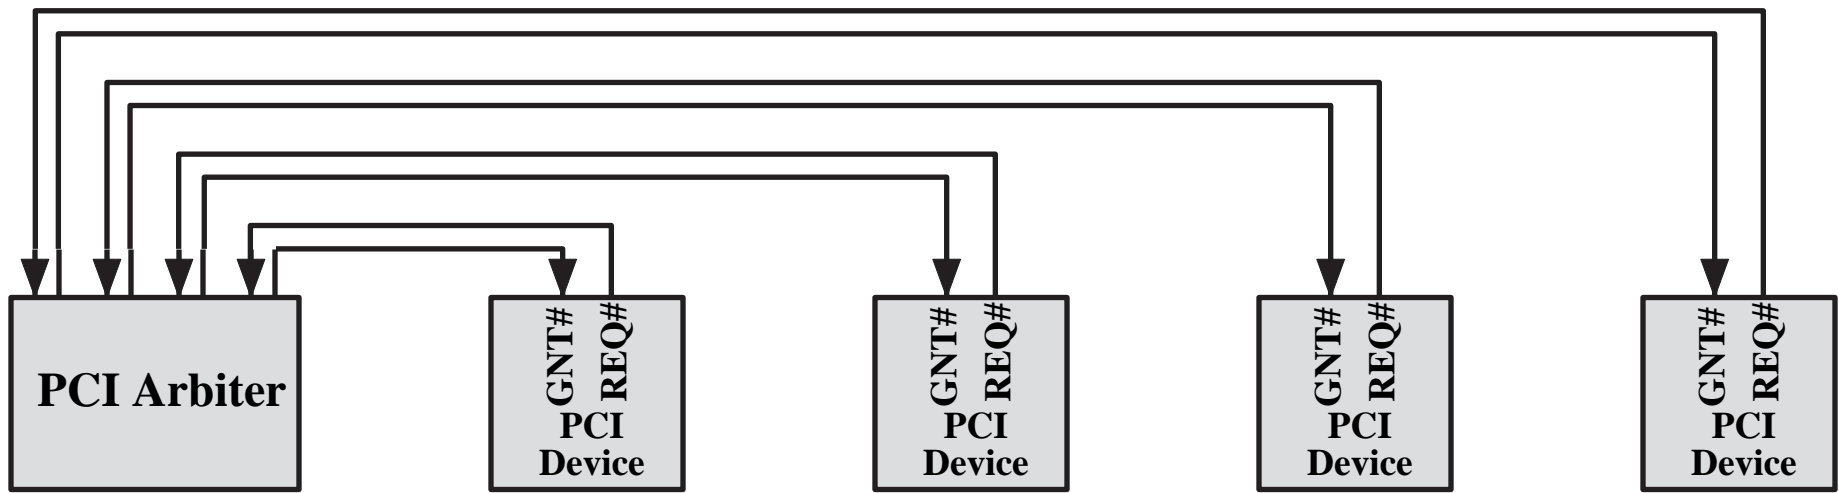 PCI Arbiter
GNT#
REQ#
PCI
Device
GNT#
REQ#
PCI
Device
GNT#
REQ#
PCI
Device
GNT#
REQ#
PCI
Device